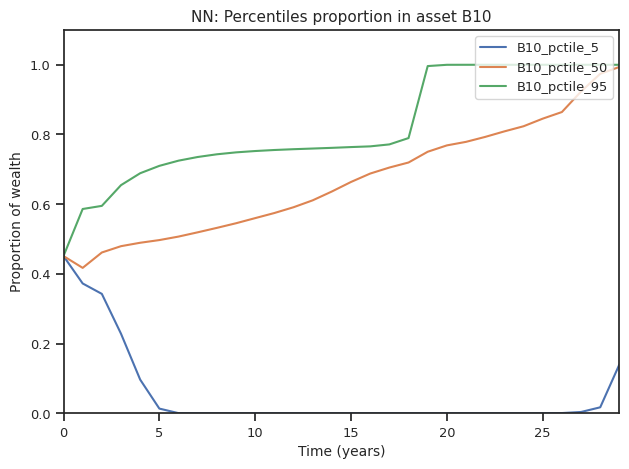 NN: Percentiles proportion in asset B10
B10_pctile_5
B10_pctile_50
B10_pctile_95
Proportion of wealth
1.0
0.8
0.6
0.4
0.2
0.0
0 5 10 15 20 25
Time (years)